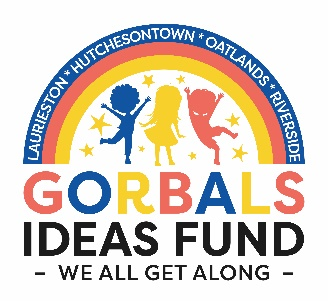 LAURIESTON * HUTCHESONTOWN * OATLANDS * RIVERSIDE
GORBALS
IDEAS FUND
- WE ALL GET ALONG -